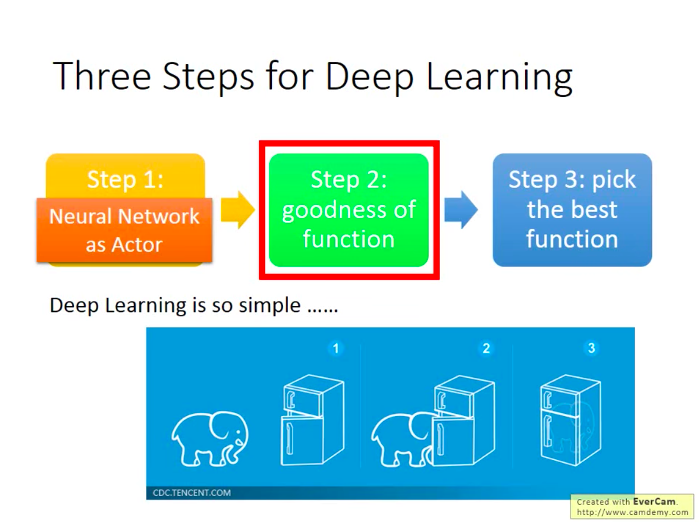 Three Steps for Deep Learning
Step 1:
Neural Network
as Actor
Step 2:
goodness of
function
Step 3: pick
the best
function
Deep Learning is so simple ……
1
2
3
CDC.TENCENT.COM
Created with EverCam.
http://www.camdemy.com